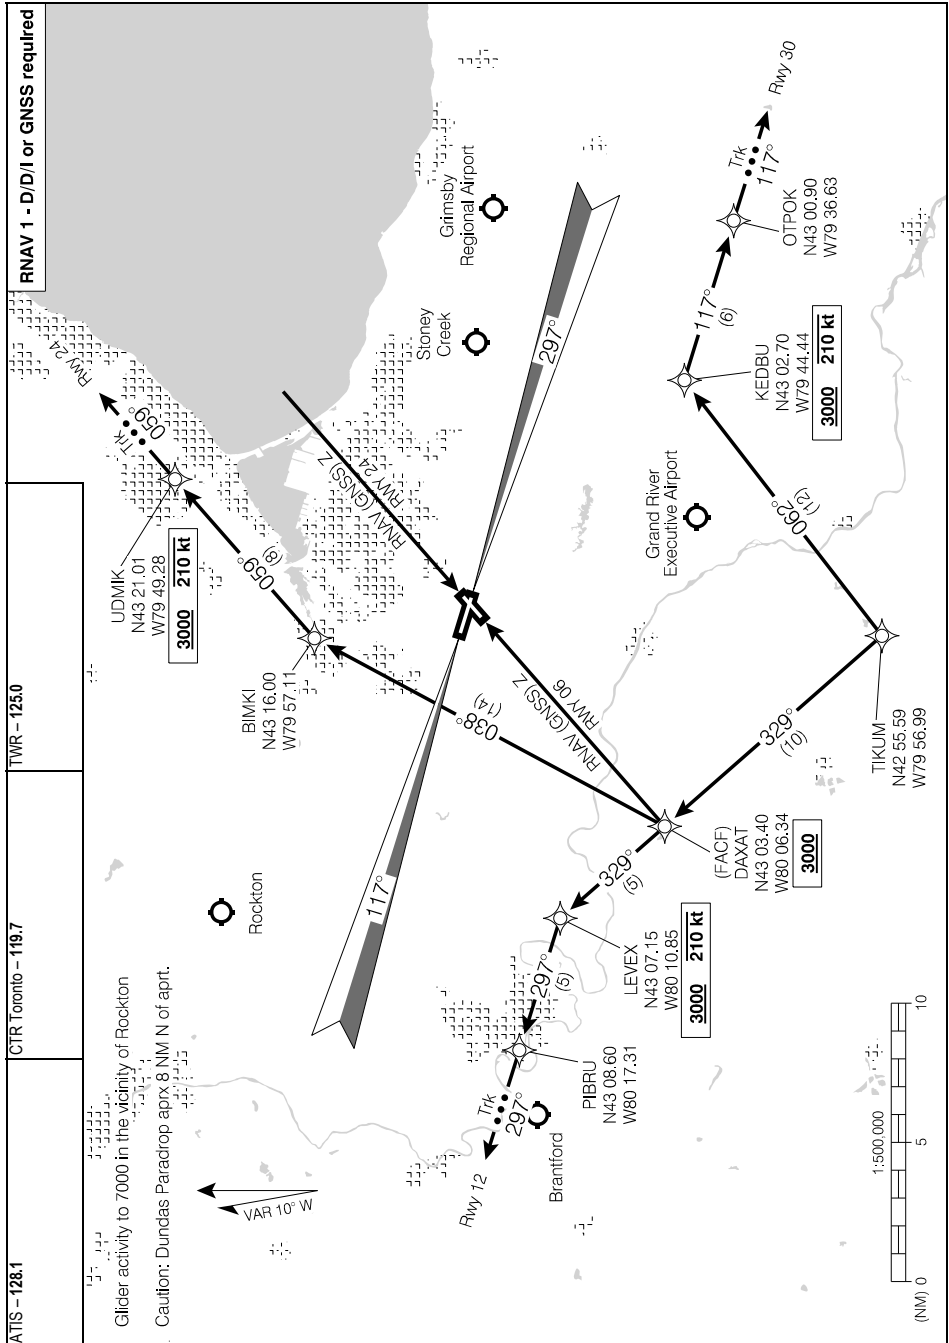 ATIS – 128.1
CTR Toronto – 119.7
TWR – 125.0
RNAV 1 - D/D/I or GNSS required
Glider activity to 7000 in the vicinity of Rockton
Caution: Dundas Paradrop aprx 8 NM N of aprt.
VAR 10° W
Rockton
117°
297°
Rwy 24
Trk
059°
UDMIK
N43 21.01
W79 49.28
3000 210 kt
059°
(8)
BIMKI
N43 16.00
W79 57.11
038°
(14)
RNAV (GNSS) Z
RWY 24
RNAV (GNSS) Z
RWY 06
Stoney
Creek
Grimsby
Regional Airport
Rwy 12
Trk
297°
Brantford
PIBRU
N43 08.60
W80 17.31
297°
(5)
LEVEX
N43 07.15
W80 10.85
3000 210 kt
329°
(5)
(FACF)
DAXAT
N43 03.40
W80 06.34
3000
329°
(10)
TIKUM
N42 55.59
W79 56.99
062°
(12)
Grand River
Executive Airport
KEDBU
N43 02.70
W79 44.44
3000 210 kt
117°
(6)
OTPOK
N43 00.90
W79 36.63
Trk
117°
Rwy 30
1:500,000
(NM) 0 5 10